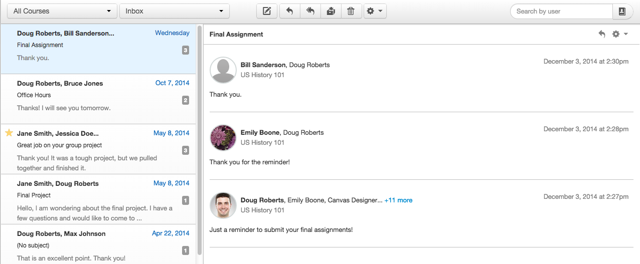 All Courses
Inbox
Search by user
Doug Roberts, Bill Sanderson...
Wednesday
Final Assignment
3
Thank you.
Doug Roberts, Bruce Jones
Oct 7, 2014
Office Hours
2
Thanks! I will see you tomorrow.
Jane Smith, Jessica Doe...
May 8, 2014
Great job on your group project
3
Thank you! It was a tough project, but we pulled
together and finished it.
Jane Smith, Doug Roberts
May 8, 2014
Final Project
1
Hello, I am wondering about the final project. I have a
few questions and would like to come to ...
Doug Roberts, Max Johnson
Apr 22, 2014
(No subject)
1
That is an excellent point. Thank you!
Final Assignment
Bill Sanderson, Doug Roberts
December 3, 2014 at 2:30pm
US History 101
Thank you.
Emily Boone, Doug Roberts
December 3, 2014 at 2:28pm
US History 101
Thank you for the reminder!
Doug Roberts, Emily Boone, Canvas Designer... +11 more
December 3, 2014 at 2:27pm
US History 101
Just a reminder to submit your final assignments!